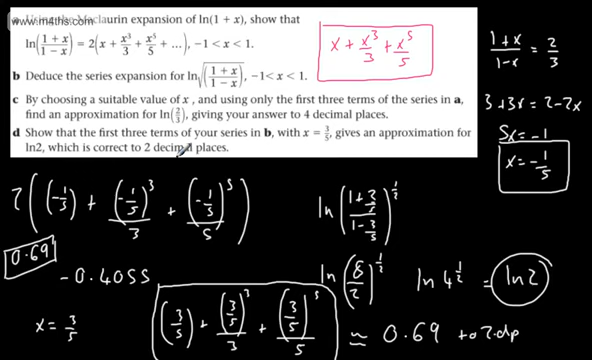 www.m4ths.com
a Using the Maclaurin expansion of ln(1 + x), show that
ln((1 + x)/(1 − x)) = 2(x + x³/3 + x⁵/5 + ...), −1 < x < 1.
b Deduce the series expansion for ln√((1 + x)/(1 − x)), −1 < x < 1.
c By choosing a suitable value of x, and using only the first three terms of the series in a,
find an approximation for ln(2/3), giving your answer to 4 decimal places.
d Show that the first three terms of your series in b, with x = 3/5, gives an approximation for
ln2, which is correct to 2 decimal places.
x + x³/3 + x⁵/5
(1+x)/(1-x) = 2/3
3+3x = 2-2x
5x = -1
x = -1/5
2((-1/5) + (-1/5)³/3 + (-1/5)⁵/5)
0.69
-0.4055
x = 3/5
ln((1+3/5)/(1-3/5))^1/2
ln(8/2)^1/2
ln 4^1/2 = ln 2
(3/5) + (3/5)³/3 + (3/5)⁵/5 ≃ 0.69 to 2.dp